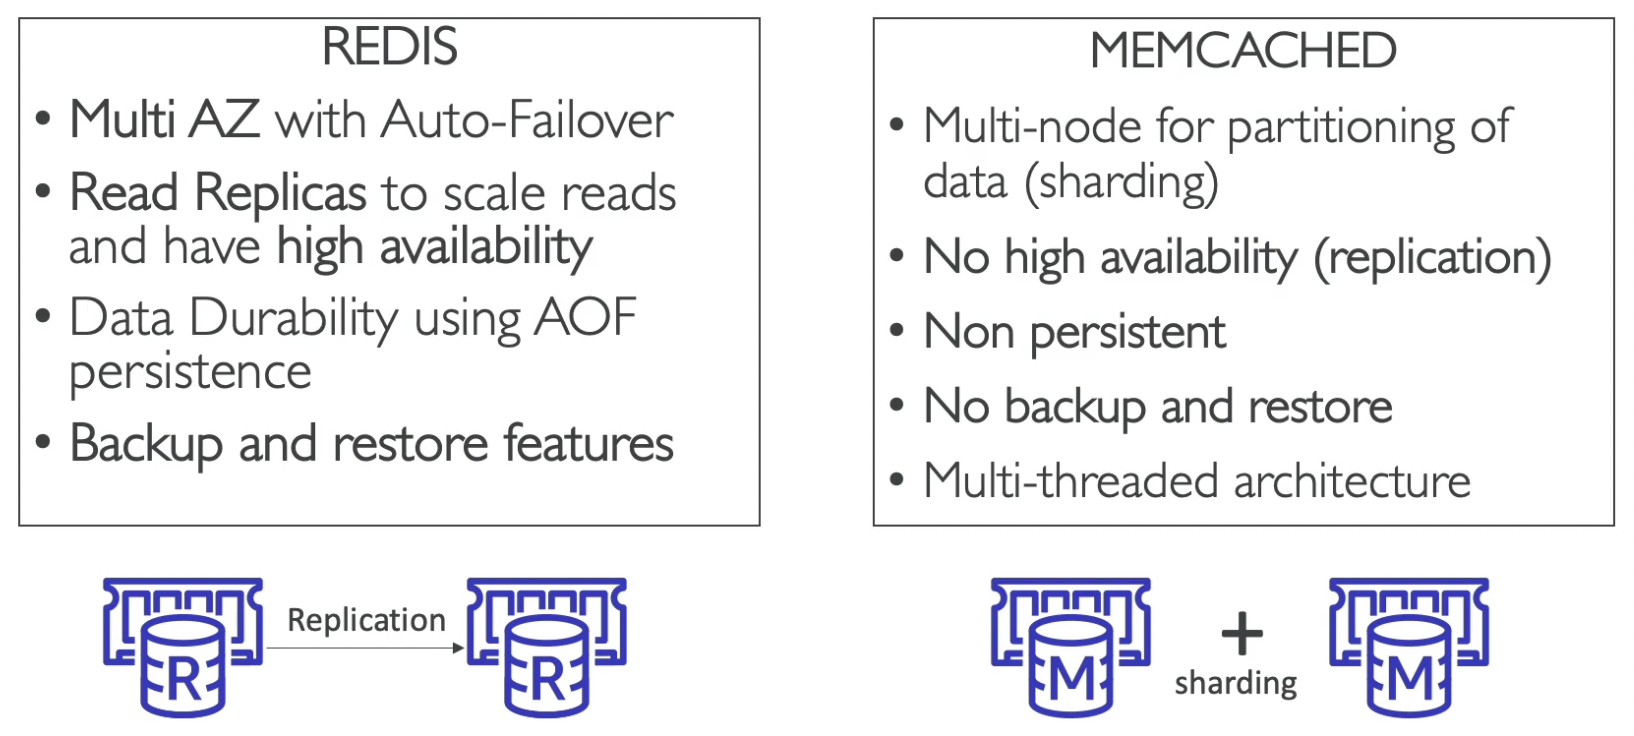 REDIS
• Multi AZ with Auto-Failover
• Read Replicas to scale reads
and have high availability
• Data Durability using AOF
persistence
• Backup and restore features
Replication
R
R
MEMCACHED
• Multi-node for partitioning of
data (sharding)
• No high availability (replication)
• Non persistent
• No backup and restore
• Multi-threaded architecture
M
+
sharding
M